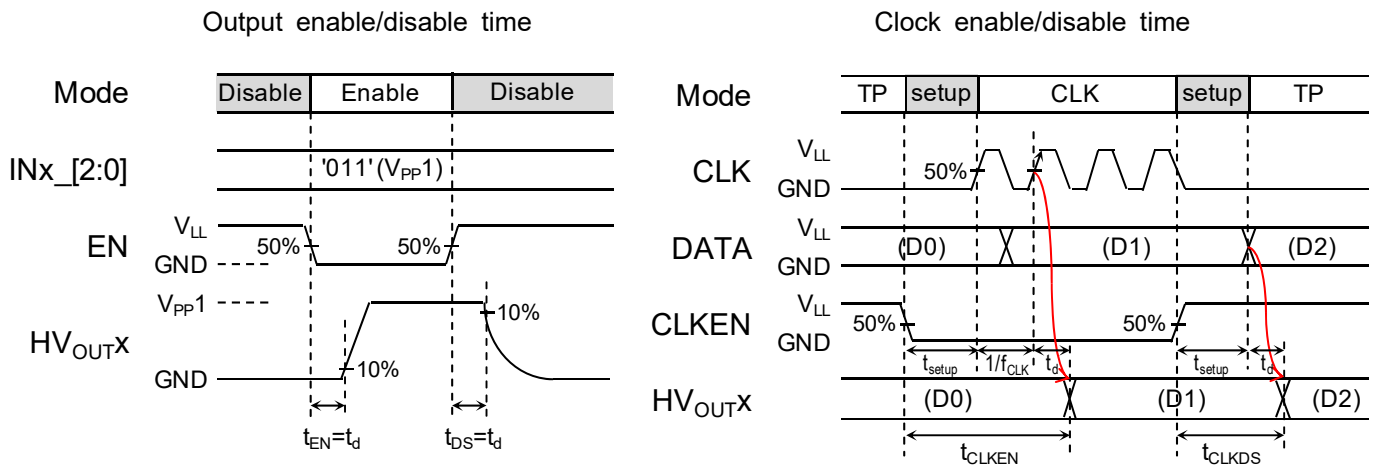 Output enable/disable time
Mode
Disable
Enable
Disable
INx_[2:0]
'011' (VPP1)
EN
VLL
GND
50%
50%
HVOUTx
VPP1
GND
10%
10%
tEN=td
tDS=td
Clock enable/disable time
Mode
TP
setup
CLK
setup
TP
CLK
VLL
GND
50%
DATA
VLL
GND
(D0)
(D1)
(D2)
CLKEN
VLL
GND
50%
50%
tsetup
1/fCLK
td
tsetup
td
HVOUTx
(D0)
(D1)
(D2)
tCLKEN
tCLKDS